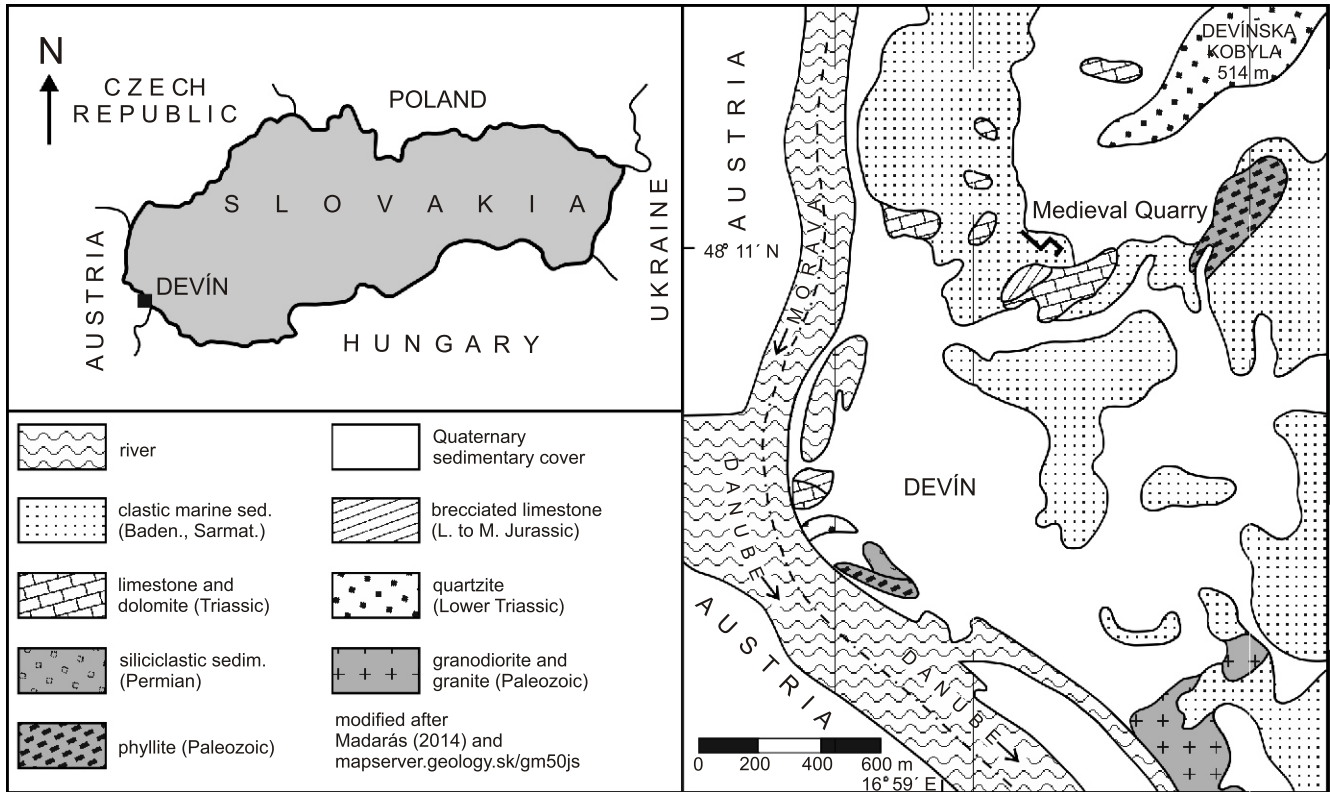 N
CZECH
REPUBLIC
POLAND
SLOVAKIA
UKRAINE
AUSTRIA
DEVÍN
HUNGARY
river
Quaternary
sedimentary cover
clastic marine sed.
(Baden., Sarmat.)
brecciated limestone
(L. to M. Jurassic)
limestone and
dolomite (Triassic)
quartzite
(Lower Triassic)
siliciclastic sedim.
(Permian)
granodiorite and
granite (Paleozoic)
phyllite (Paleozoic)
modified after
Madarás (2014) and
mapserver.geology.sk/gm50js
DEVÍNSKA
KOBYLA
514 m
AUSTRIA
Medieval Quarry
48° 11´ N
MORAVA
DANUBE
DEVÍN
AUSTRIA
DANUBE
0 200 400 600 m
16°59´ E